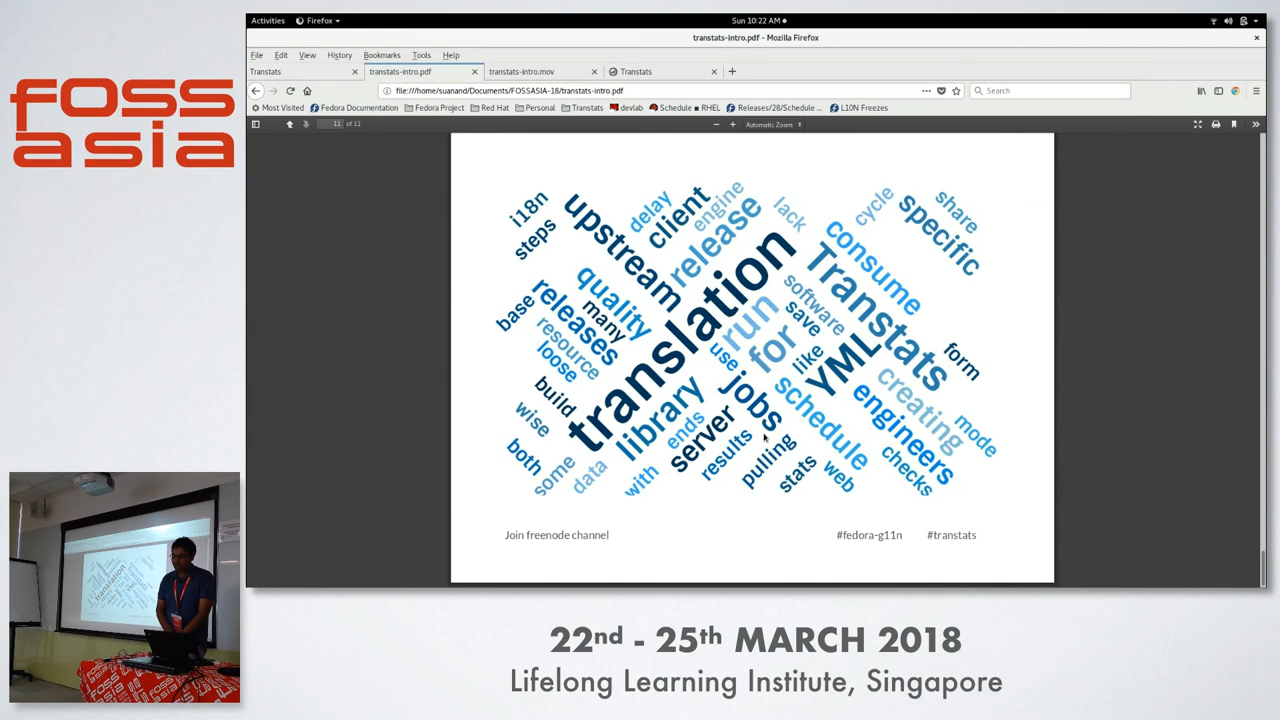 foss
asia
Activities Firefox Sun 10:22 AM
transtats-intro.pdf - Mozilla Firefox
File Edit View History Bookmarks Tools Help
Transtats transtats-intro.pdf transtats-intro.mov Transtats
file:///home/suanand/Documents/FOSSASIA-18/transtats-intro.pdf Search
Most Visited Fedora Documentation Fedora Project Red Hat Personal Transtats devlab Schedule ■ RHEL Releases/28/Schedule ... L10N Freezes
11 of 11 Automatic Zoom
i18n
steps
upstream
delay
client
engine
release
lack
cycle
share
specific
consume
translation
Transtats
quality
releases
many
base
resource
loose
run
software
save
for
use
like
YML
form
build
wise
library
jobs
schedule
creating
engineers
mode
both
some
data
ends
server
with
results
pulling
stats
web
checks
Join freenode channel #fedora-g11n #transtats
22nd - 25th MARCH 2018
Lifelong Learning Institute, Singapore